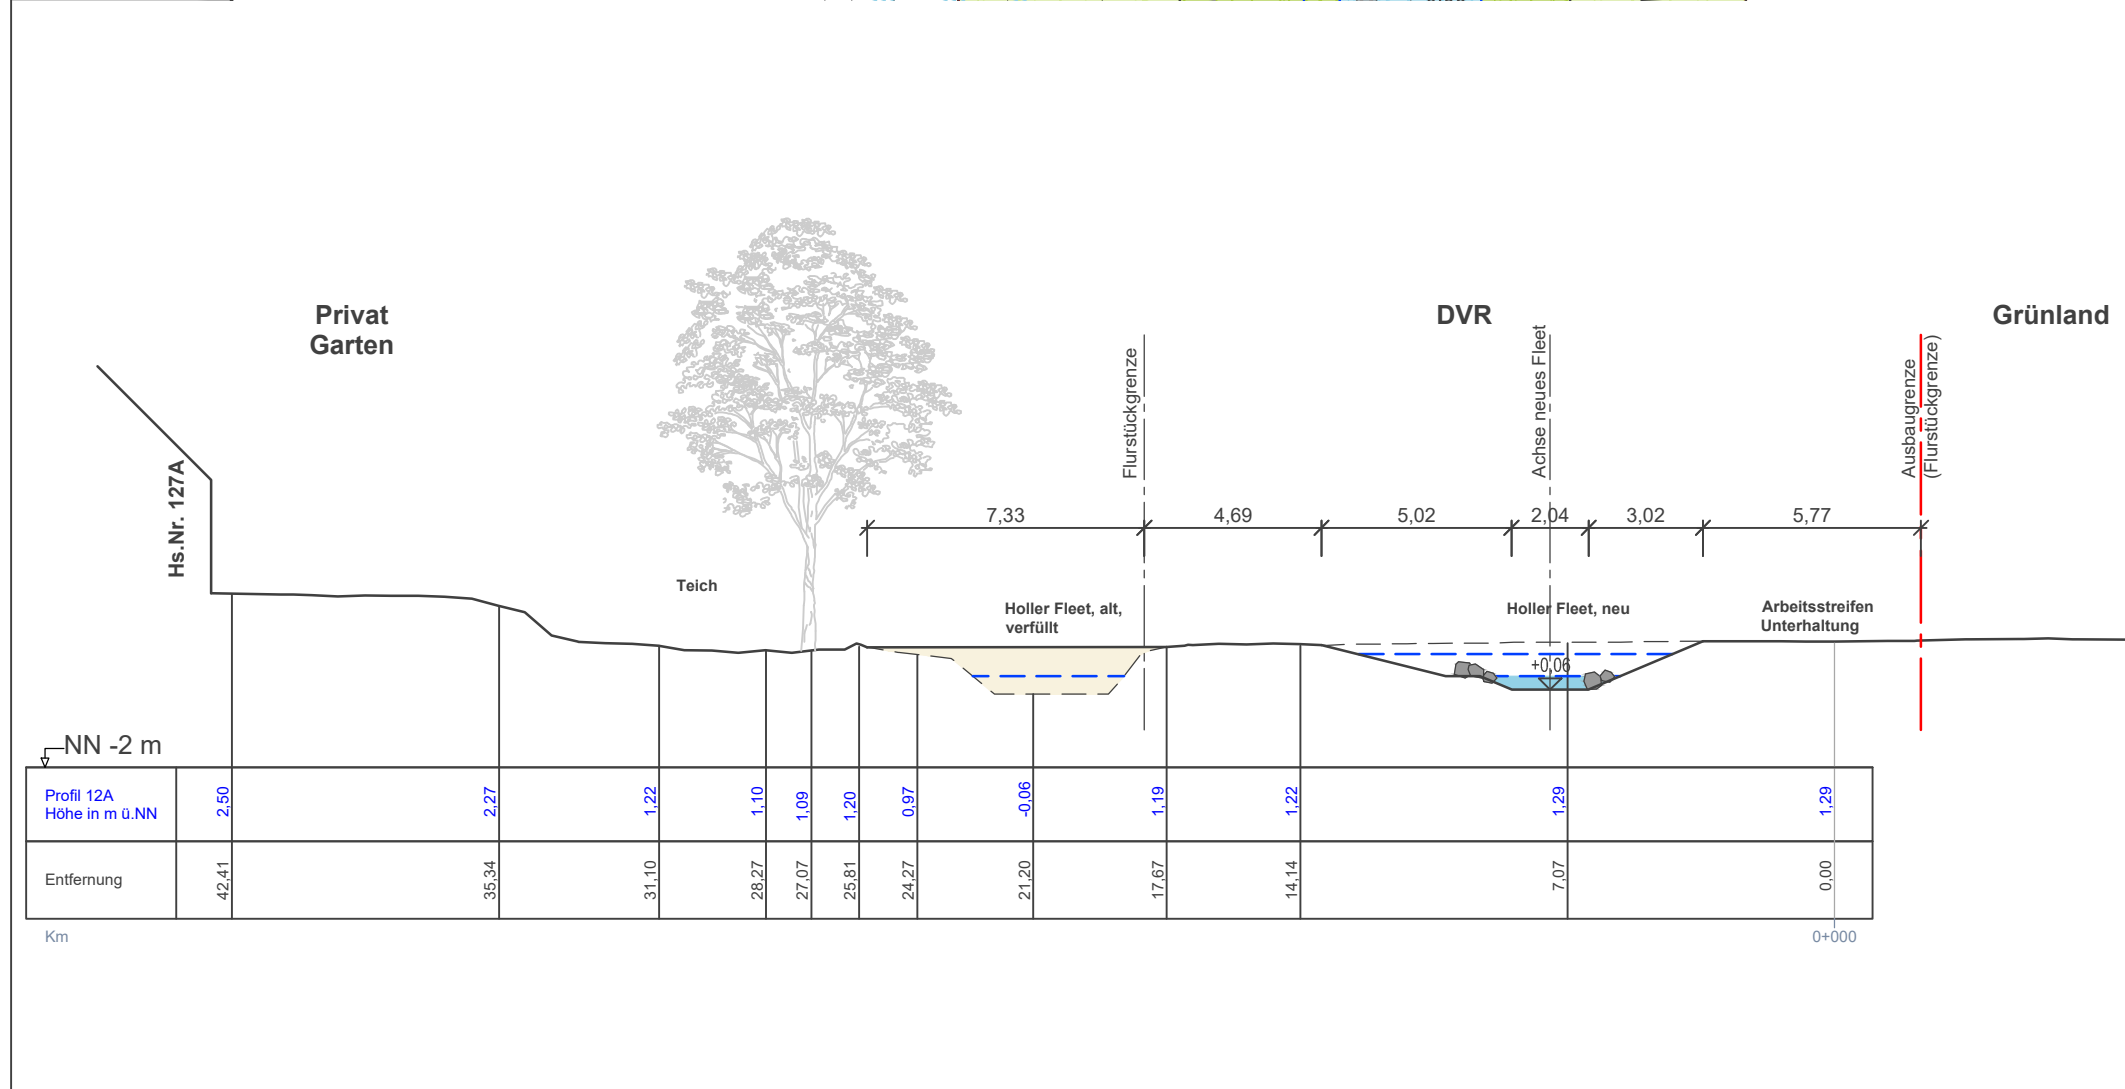 Privat
Garten
DVR
Grünland
Hs.Nr. 127A
Flurstückgrenze
Achse neues Fleet
Ausbaugrenze
(Flurstückgrenze)
7,33
4,69
5,02
2,04
3,02
5,77
Teich
Holler Fleet, alt,
verfüllt
Holler Fleet, neu
Arbeitsstreifen
Unterhaltung
+0,06
NN -2 m
Profil 12A
Höhe in m ü.NN
2,50
2,27
1,22
1,10
1,09
1,20
0,97
-0,06
1,19
1,22
1,29
1,29
Entfernung
42,41
35,34
31,10
28,27
27,07
25,81
24,27
21,20
17,67
14,14
7,07
0,00
Km
0+000